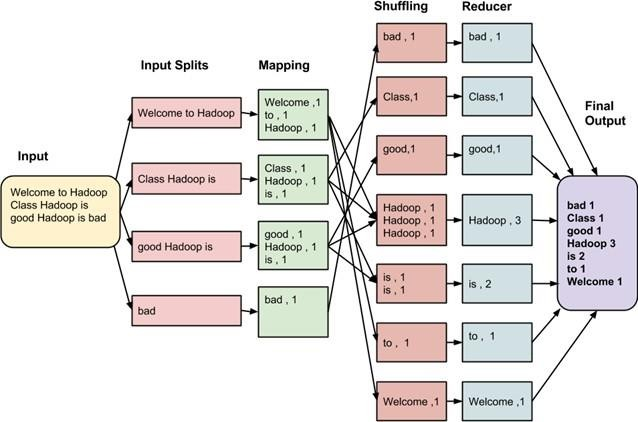 Shuffling
Reducer
Input Splits
Mapping
Input
Final
Output
Welcome to Hadoop
Class Hadoop is
good Hadoop is bad
Welcome to Hadoop
Class Hadoop is
good Hadoop is
bad
Welcome ,1
to , 1
Hadoop , 1
Class , 1
Hadoop , 1
is , 1
good , 1
Hadoop , 1
is , 1
bad , 1
bad , 1
Class,1
good,1
Hadoop , 1
Hadoop , 1
Hadoop , 1
is , 1
is , 1
to , 1
Welcome ,1
bad , 1
Class,1
good,1
Hadoop , 3
is , 2
to , 1
Welcome ,1
bad 1
Class 1
good 1
Hadoop 3
is 2
to 1
Welcome 1